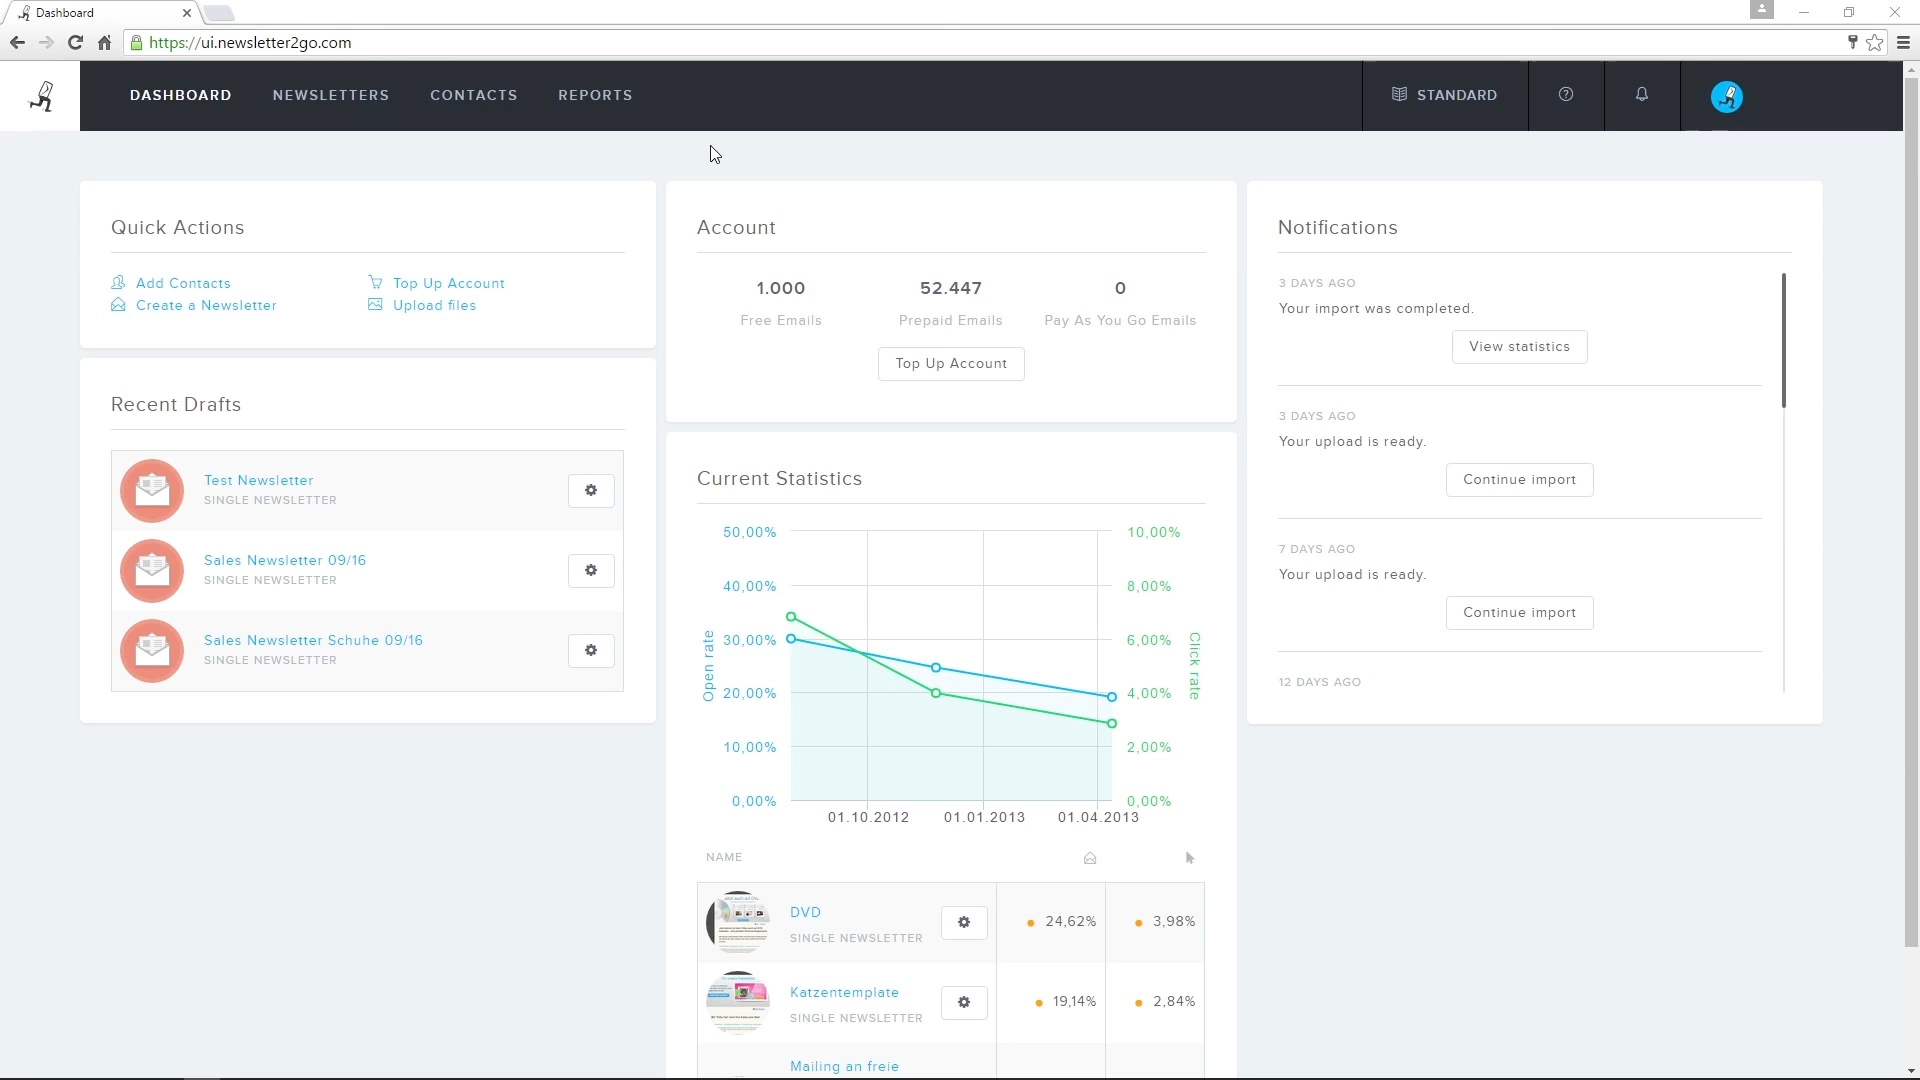 Dashboard
https://ui.newsletter2go.com
DASHBOARD NEWSLETTERS CONTACTS REPORTS STANDARD
Quick Actions
Add Contacts Top Up Account
Create a Newsletter Upload files
Recent Drafts
Test Newsletter
SINGLE NEWSLETTER
Sales Newsletter 09/16
SINGLE NEWSLETTER
Sales Newsletter Schuhe 09/16
SINGLE NEWSLETTER
Account
1.000 52.447 0
Free Emails Prepaid Emails Pay As You Go Emails
Top Up Account
Current Statistics
50,00% 10,00%
40,00% 8,00%
30,00% 6,00%
20,00% 4,00%
10,00% 2,00%
0,00% 0,00%
Open rate
Click rate
01.10.2012 01.01.2013 01.04.2013
NAME
DVD
SINGLE NEWSLETTER
24,62% 3,98%
Katzentemplate
SINGLE NEWSLETTER
19,14% 2,84%
Mailing an freie
Notifications
3 DAYS AGO
Your import was completed.
View statistics
3 DAYS AGO
Your upload is ready.
Continue import
7 DAYS AGO
Your upload is ready.
Continue import
12 DAYS AGO